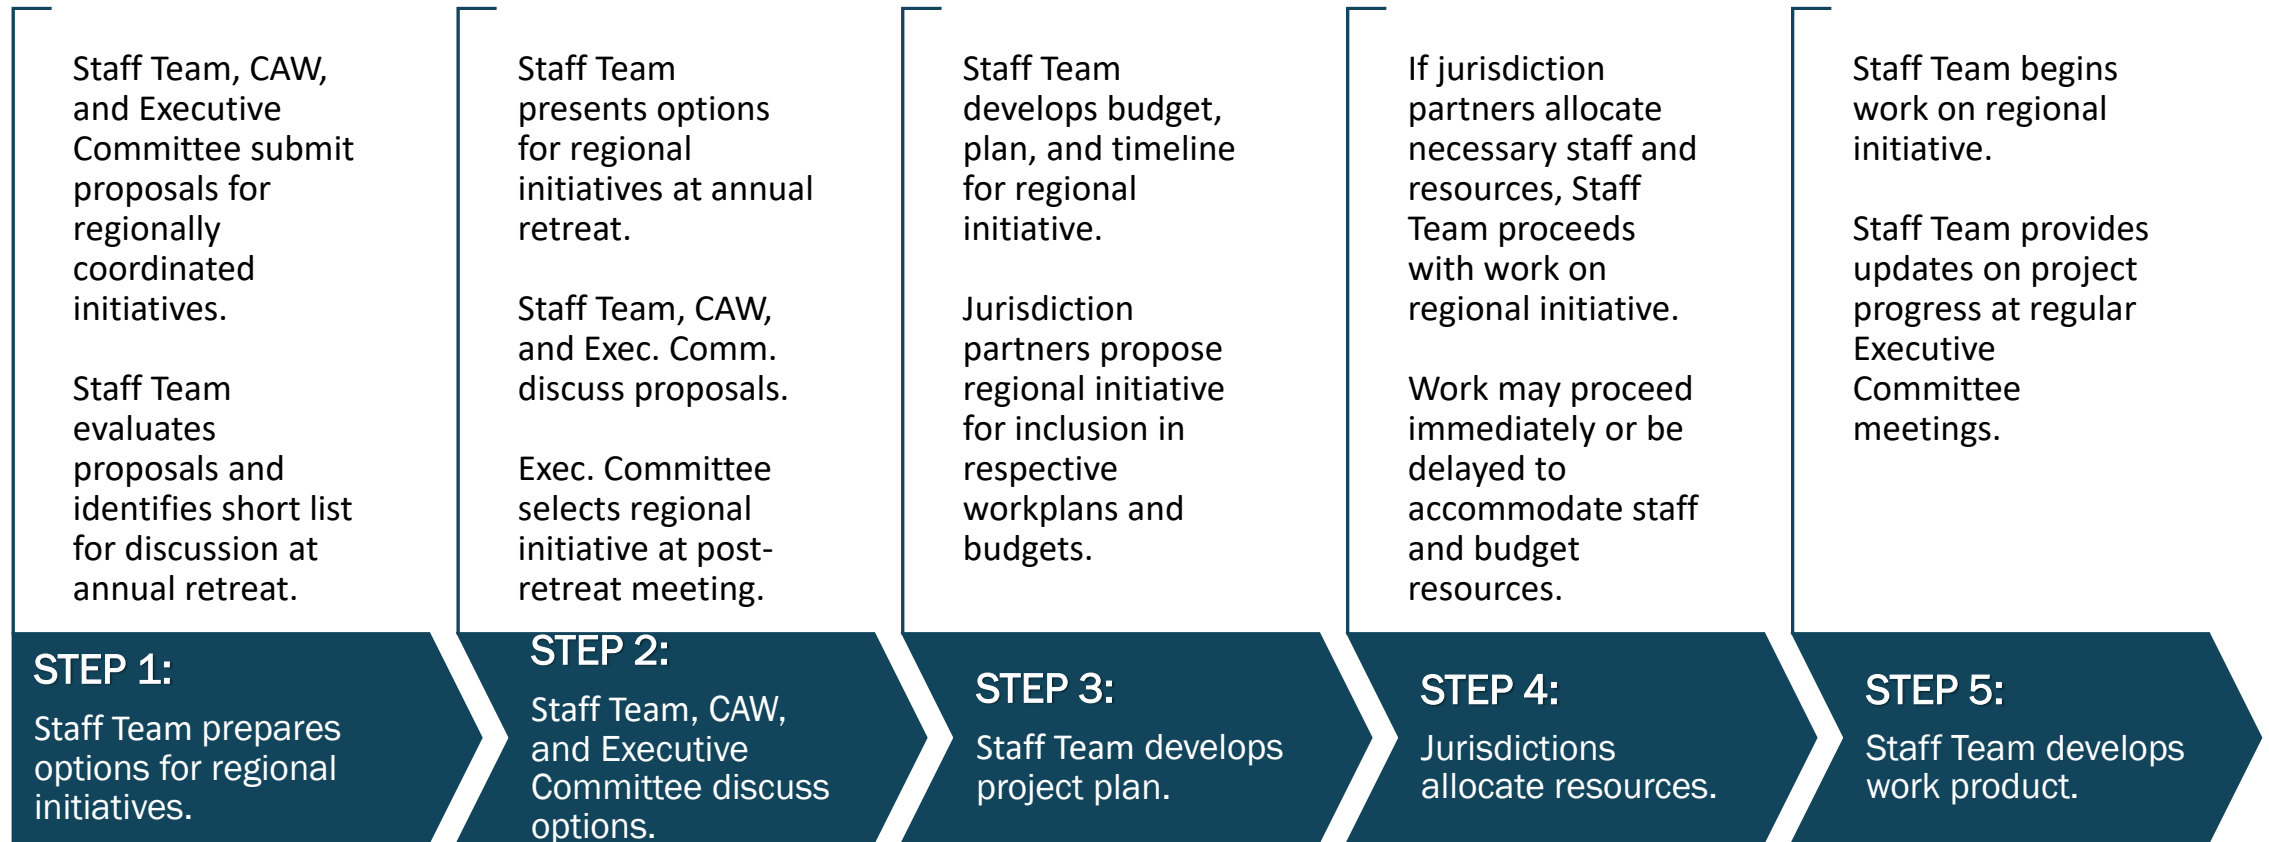 Staff Team, CAW,
and Executive
Committee submit
proposals for
regionally
coordinated
initiatives.
Staff Team
evaluates
proposals and
identifies short list
for discussion at
annual retreat.
STEP 1:
Staff Team prepares
options for regional
initiatives.
Staff Team
presents options
for regional
initiatives at annual
retreat.
Staff Team, CAW,
and Exec. Comm.
discuss proposals.
Exec. Committee
selects regional
initiative at post-
retreat meeting.
STEP 2:
Staff Team, CAW,
and Executive
Committee discuss
options.
Staff Team
develops budget,
plan, and timeline
for regional
initiative.
Jurisdiction
partners propose
regional initiative
for inclusion in
respective
workplans and
budgets.
STEP 3:
Staff Team develops
project plan.
If jurisdiction
partners allocate
necessary staff and
resources, Staff
Team proceeds
with work on
regional initiative.
Work may proceed
immediately or be
delayed to
accommodate staff
and budget
resources.
STEP 4:
Jurisdictions
allocate resources.
Staff Team begins
work on regional
initiative.
Staff Team provides
updates on project
progress at regular
Executive
Committee
meetings.
STEP 5:
Staff Team develops
work product.